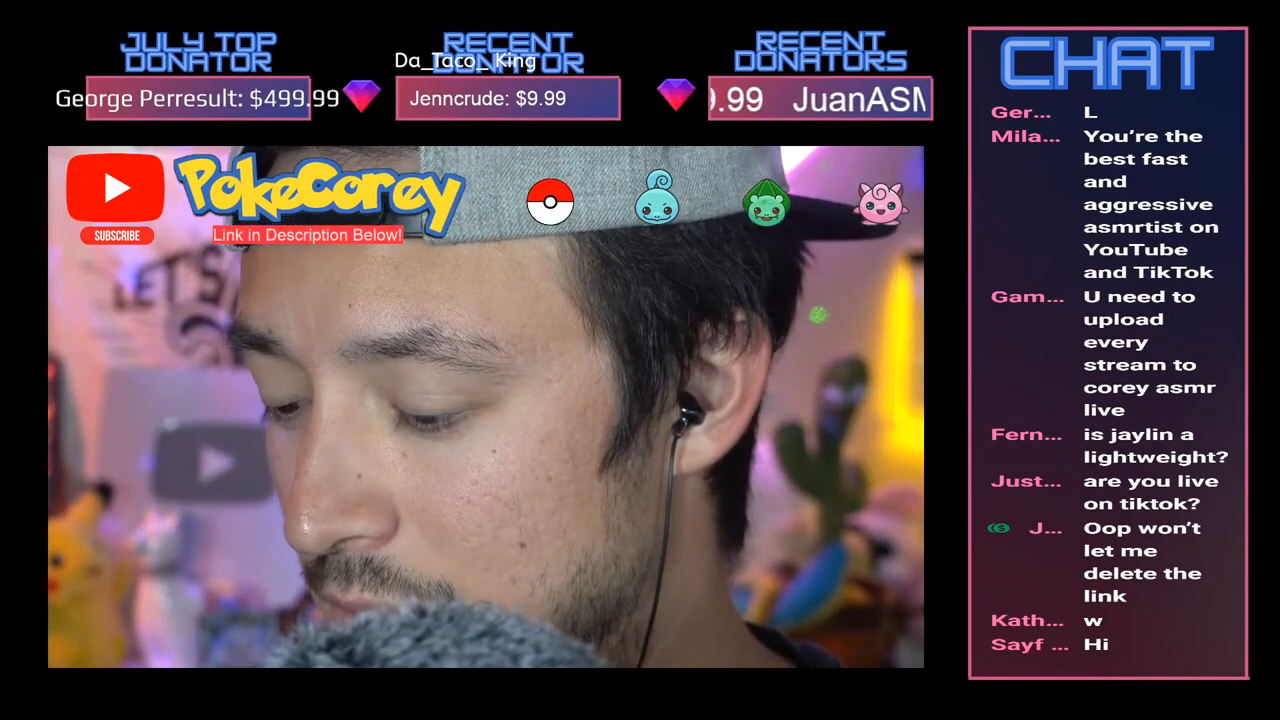 JULY TOP
DONATOR
George Perresult: $499.99
RECENT
DONATOR
Da_Taco_ King
Jenncrude: $9.99
RECENT
DONATORS
.99 JuanASM
SUBSCRIBE
PokeCorey
Link in Description Below!
LET'S
CHAT
Ger... L
Mila... You're the
best fast
and
aggressive
asmrtist on
YouTube
and TikTok
Gam... U need to
upload
every
stream to
corey asmr
live
Fern... is jaylin a
lightweight?
Just... are you live
on tiktok?
J... Oop won't
let me
delete the
link
Kath... w
Sayf ... Hi